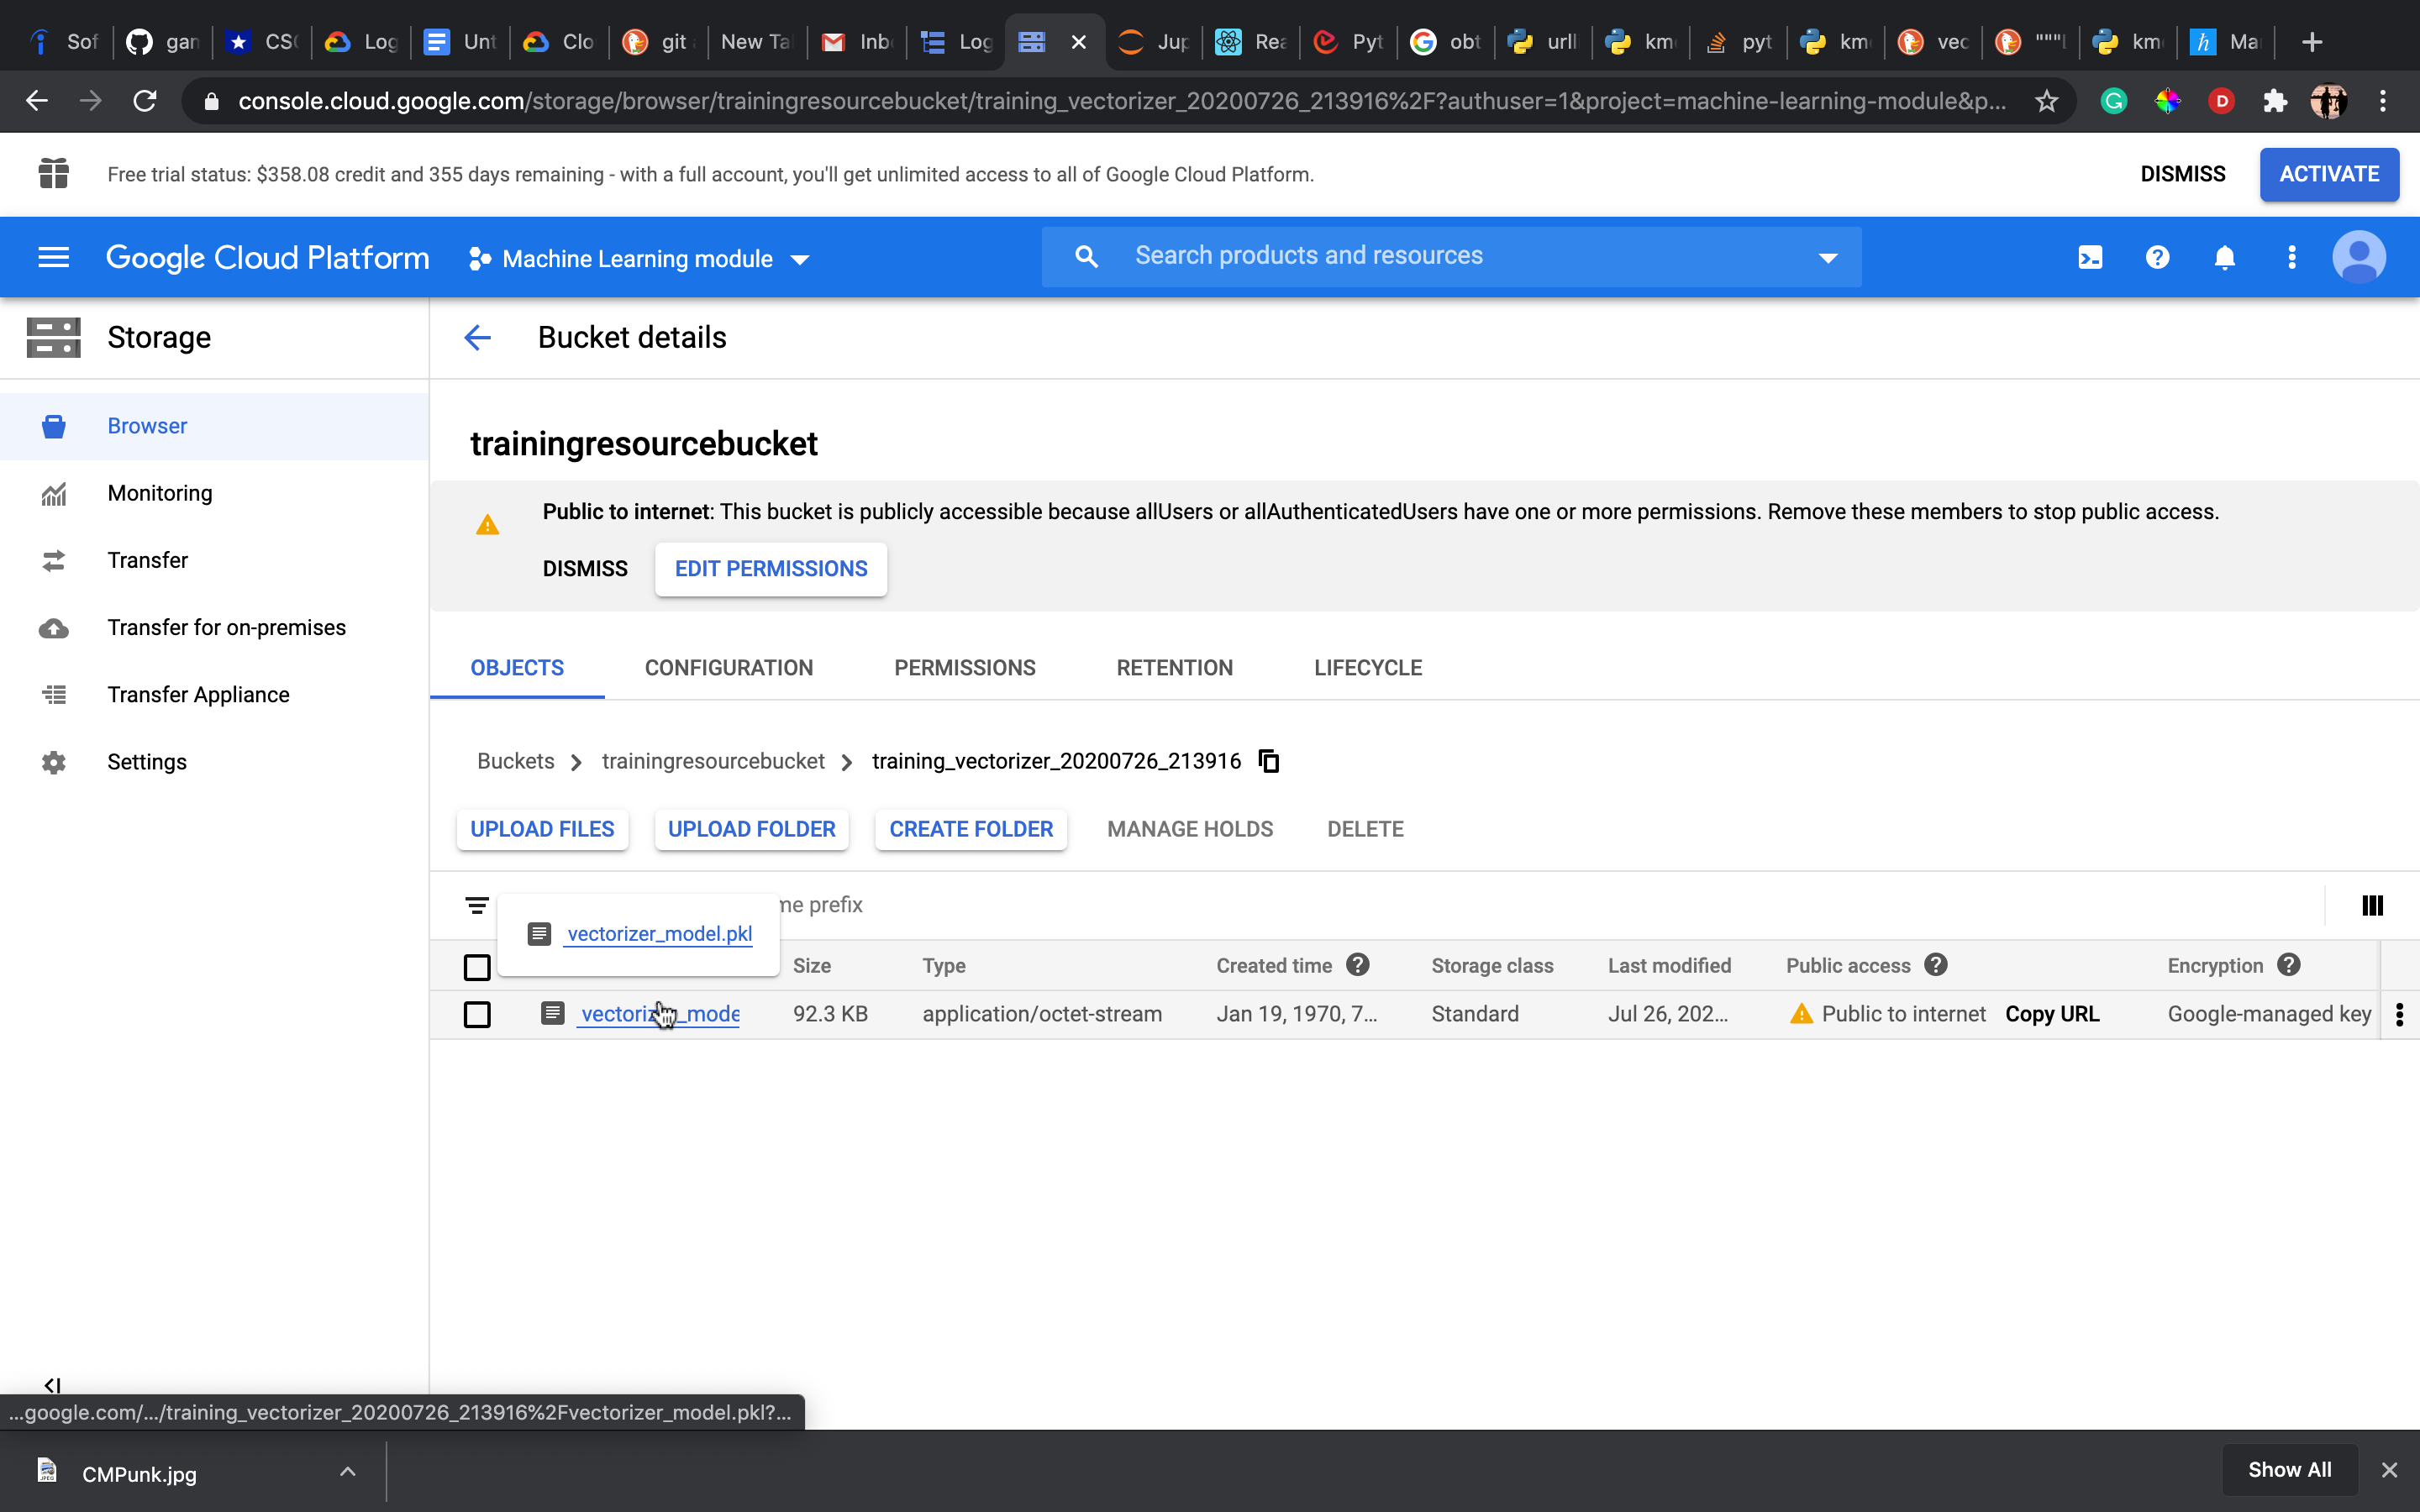 Sof gan CSC Log Unt Clo git New Ta Inb Log Jup Rea Pyt obt urlli km pyt km vec """ km Ma
console.cloud.google.com/storage/browser/trainingresourcebucket/training_vectorizer_20200726_213916%2F?authuser=1&project=machine-learning-module&p...
Free trial status: $358.08 credit and 355 days remaining - with a full account, you'll get unlimited access to all of Google Cloud Platform.
DISMISS
ACTIVATE
Google Cloud Platform
Machine Learning module
Search products and resources
Storage
Bucket details
Browser
Monitoring
Transfer
Transfer for on-premises
Transfer Appliance
Settings
trainingresourcebucket
Public to internet: This bucket is publicly accessible because allUsers or allAuthenticatedUsers have one or more permissions. Remove these members to stop public access.
DISMISS EDIT PERMISSIONS
OBJECTS CONFIGURATION PERMISSIONS RETENTION LIFECYCLE
Buckets > trainingresourcebucket > training_vectorizer_20200726_213916
UPLOAD FILES UPLOAD FOLDER CREATE FOLDER MANAGE HOLDS DELETE
me prefix
vectorizer_model.pkl
Size Type Created time Storage class Last modified Public access Encryption
vectorizer_mode 92.3 KB application/octet-stream Jan 19, 1970, 7... Standard Jul 26, 202... Public to internet Copy URL Google-managed key
...google.com/.../training_vectorizer_20200726_213916%2Fvectorizer_model.pkl?...
CMPunk.jpg
Show All